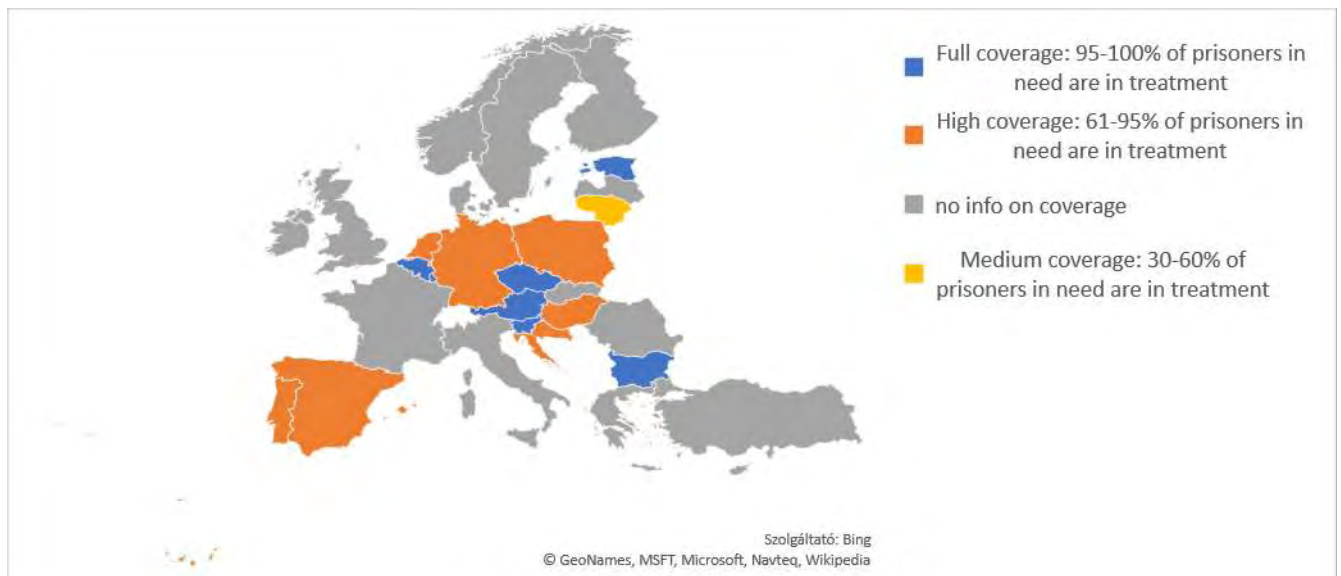 Full coverage: 95-100% of prisoners in
need are in treatment
High coverage: 61-95% of prisoners in
need are in treatment
no info on coverage
Medium coverage: 30-60% of
prisoners in need are in treatment
Szolgáltató: Bing
© GeoNames, MSFT, Microsoft, Navteq, Wikipedia